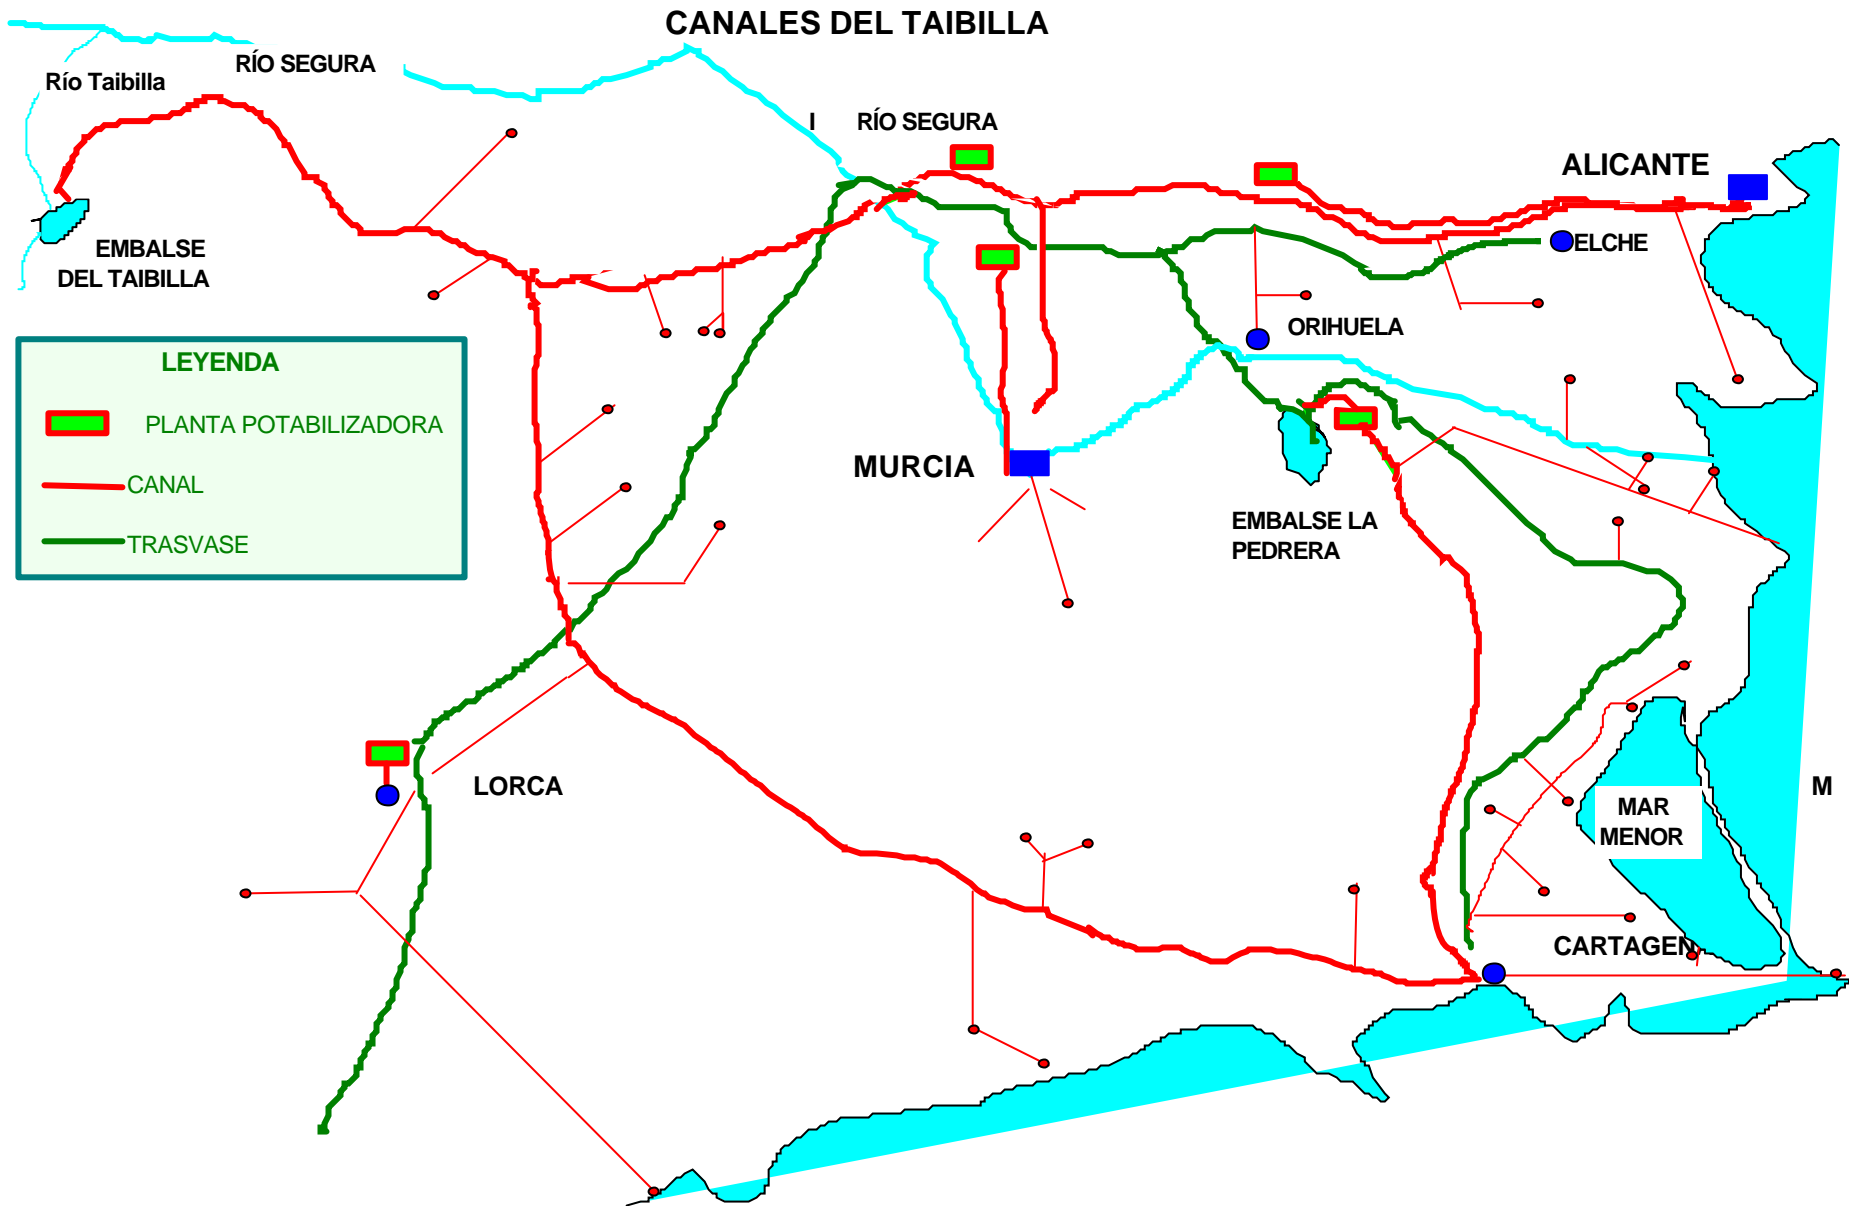 CANALES DEL TAIBILLA
RÍO SEGURA
Río Taibilla
I
RÍO SEGURA
ALICANTE
EMBALSE
DEL TAIBILLA
ELCHE
ORIHUELA
LEYENDA
PLANTA POTABILIZADORA
CANAL
TRASVASE
MURCIA
EMBALSE LA
PEDRERA
LORCA
M
MAR
MENOR
CARTAGEN